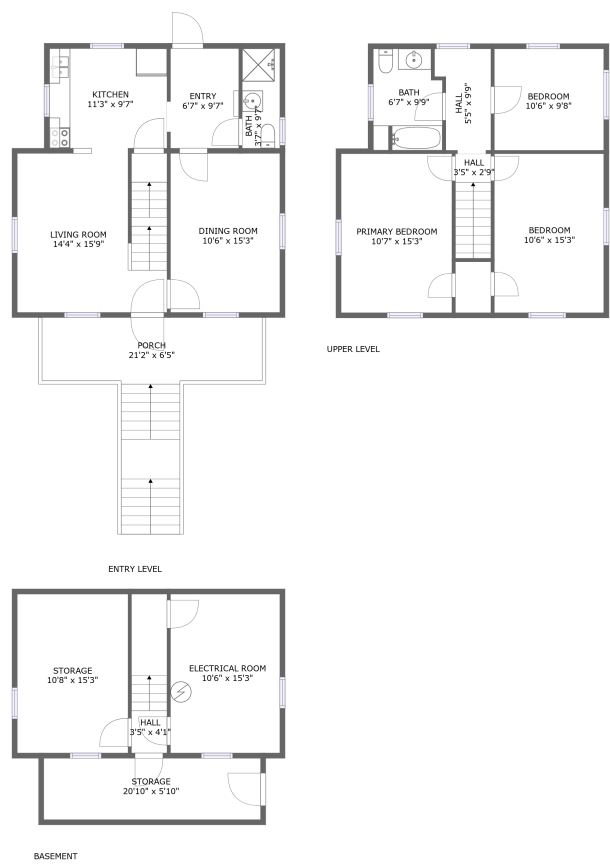 KITCHEN
11'3" x 9'7"
ENTRY
6'7" x 9'7"
BATH
3'7" x 9'7"
LIVING ROOM
14'4" x 15'9"
DINING ROOM
10'6" x 15'3"
PORCH
21'2" x 6'5"
ENTRY LEVEL
BATH
6'7" x 9'9"
HALL
5'5" x 9'9"
BEDROOM
10'6" x 9'8"
HALL
3'5" x 2'9"
PRIMARY BEDROOM
10'7" x 15'3"
BEDROOM
10'6" x 15'3"
UPPER LEVEL
STORAGE
10'8" x 15'3"
ELECTRICAL ROOM
10'6" x 15'3"
HALL
3'5" x 4'1"
STORAGE
20'10" x 5'10"
BASEMENT